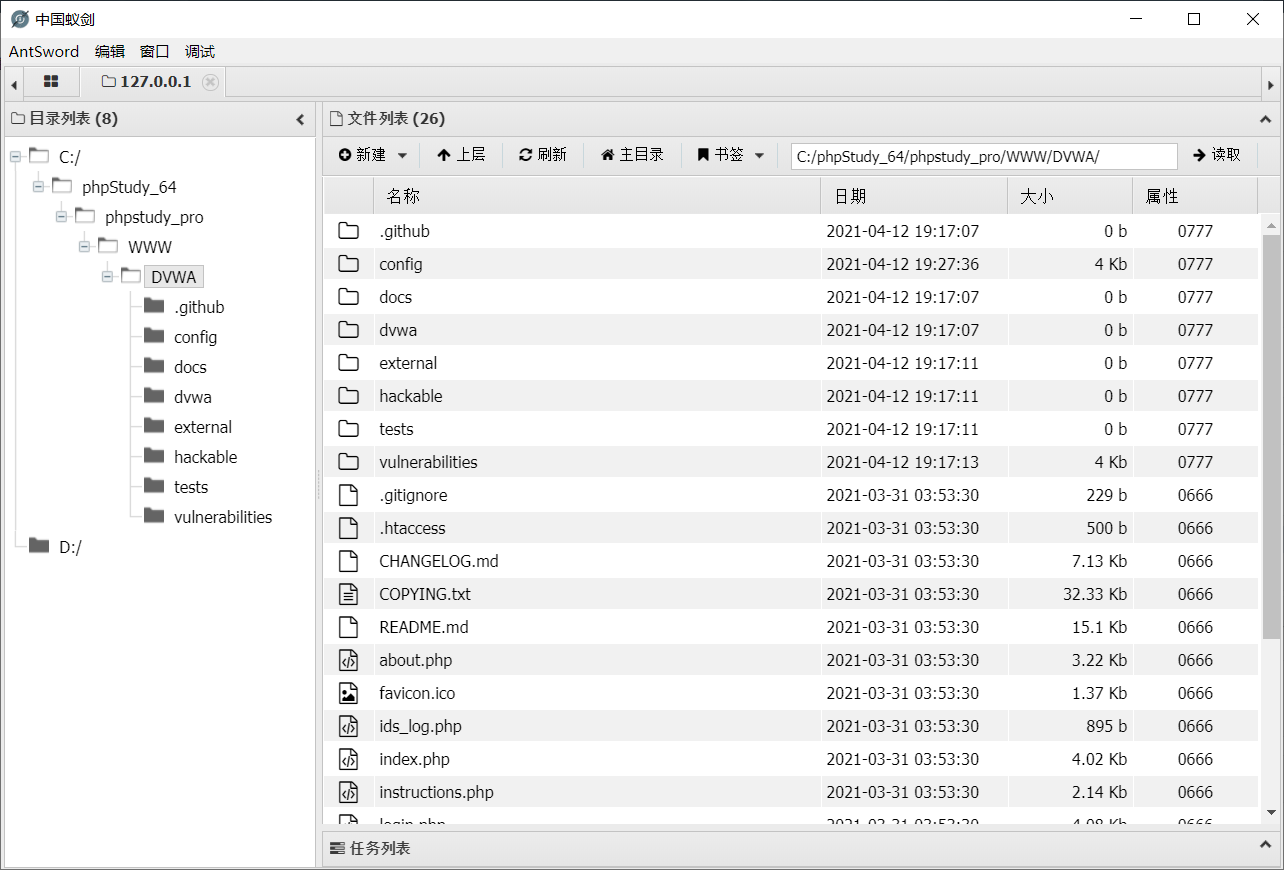 中国蚁剑
AntSword 编辑 窗口 调试
127.0.0.1
目录列表 (8)
C:/
phpStudy_64
phpstudy_pro
WWW
DVWA
.github
config
docs
dvwa
external
hackable
tests
vulnerabilities
D:/
文件列表 (26)
新建 上层 刷新 主目录 书签 C:/phpStudy_64/phpstudy_pro/WWW/DVWA/ 读取
名称 日期 大小 属性
.github 2021-04-12 19:17:07 0 b 0777
config 2021-04-12 19:27:36 4 Kb 0777
docs 2021-04-12 19:17:07 0 b 0777
dvwa 2021-04-12 19:17:07 0 b 0777
external 2021-04-12 19:17:11 0 b 0777
hackable 2021-04-12 19:17:11 0 b 0777
tests 2021-04-12 19:17:11 0 b 0777
vulnerabilities 2021-04-12 19:17:13 4 Kb 0777
.gitignore 2021-03-31 03:53:30 229 b 0666
.htaccess 2021-03-31 03:53:30 500 b 0666
CHANGELOG.md 2021-03-31 03:53:30 7.13 Kb 0666
COPYING.txt 2021-03-31 03:53:30 32.33 Kb 0666
README.md 2021-03-31 03:53:30 15.1 Kb 0666
about.php 2021-03-31 03:53:30 3.22 Kb 0666
favicon.ico 2021-03-31 03:53:30 1.37 Kb 0666
ids_log.php 2021-03-31 03:53:30 895 b 0666
index.php 2021-03-31 03:53:30 4.02 Kb 0666
instructions.php 2021-03-31 03:53:30 2.14 Kb 0666
login.php 2021-03-31 03:53:30 4.08 Kb 0666
任务列表